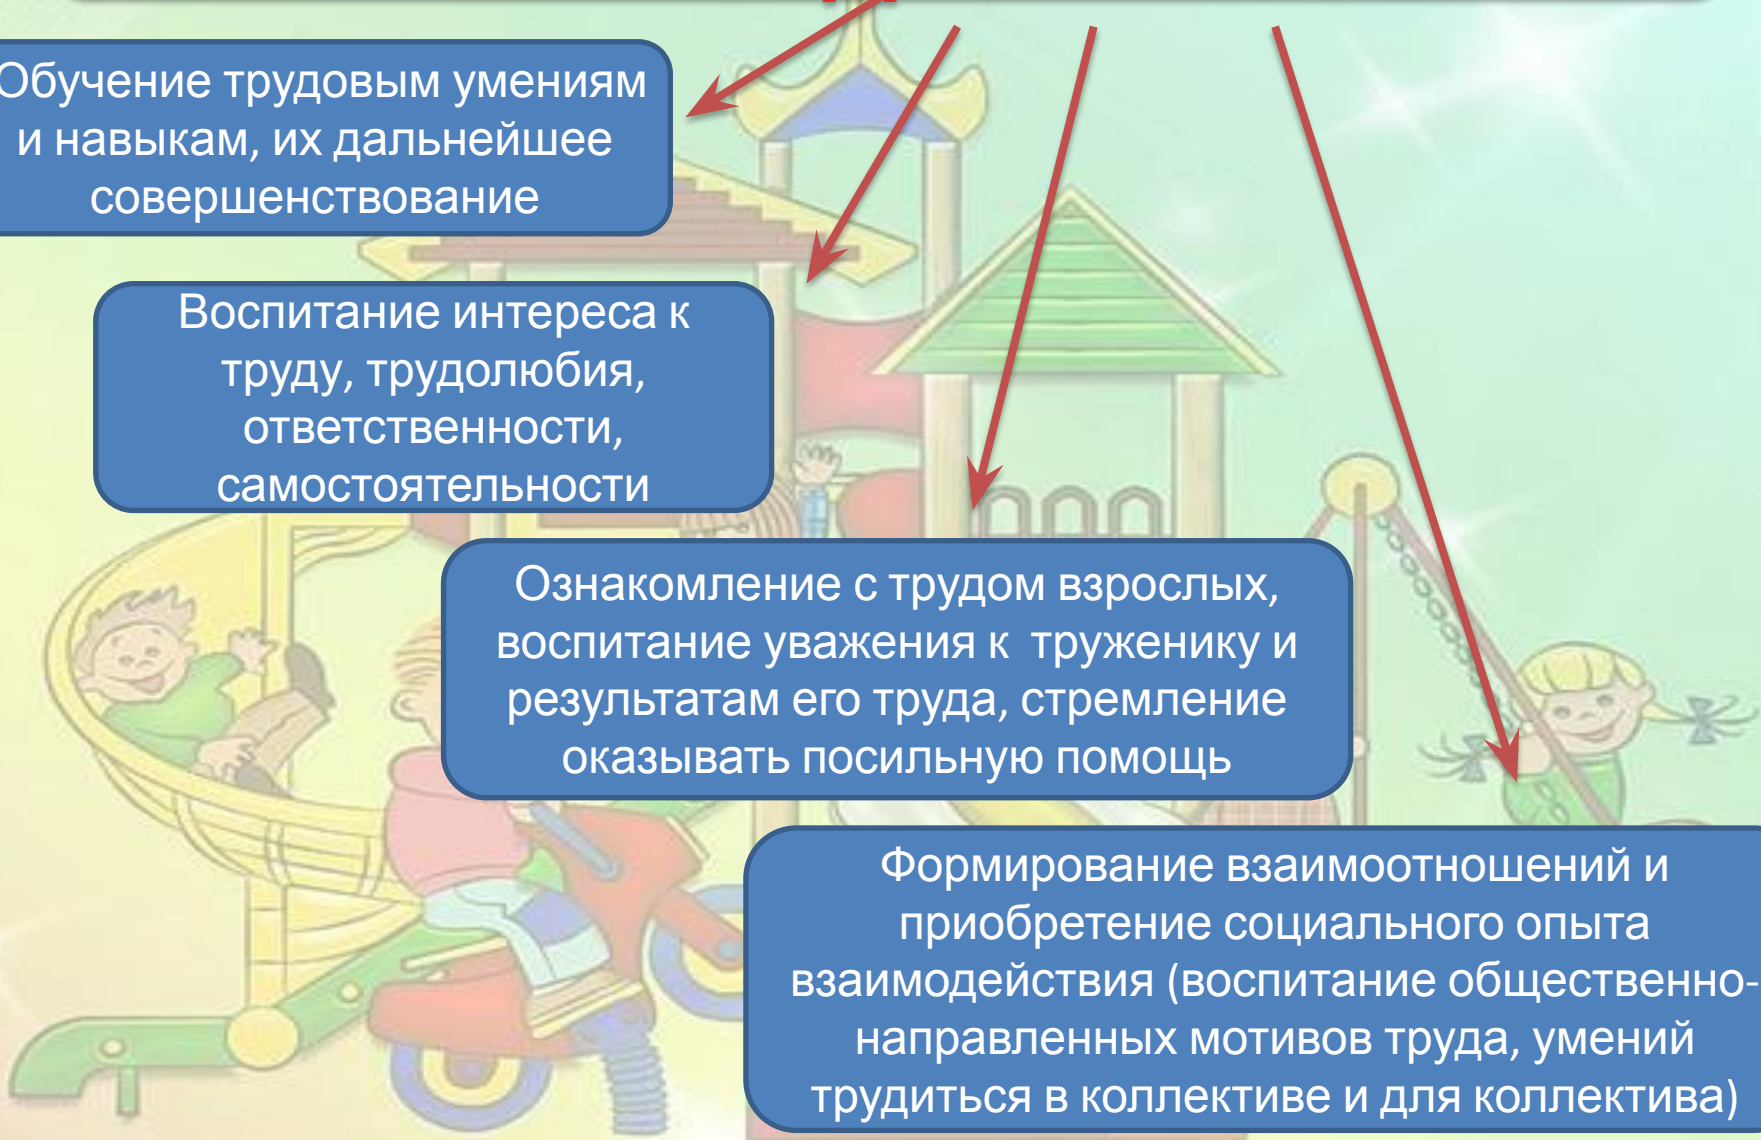 Обучение трудовым умениям
и навыкам, их дальнейшее
совершенствование
Воспитание интереса к
труду, трудолюбия,
ответственности,
самостоятельности
Ознакомление с трудом взрослых,
воспитание уважения к  труженику и
результатам его труда, стремление
оказывать посильную помощь
Формирование взаимоотношений и
приобретение социального опыта
взаимодействия (воспитание общественно-
направленных мотивов труда, умений
трудиться в коллективе и для коллектива)